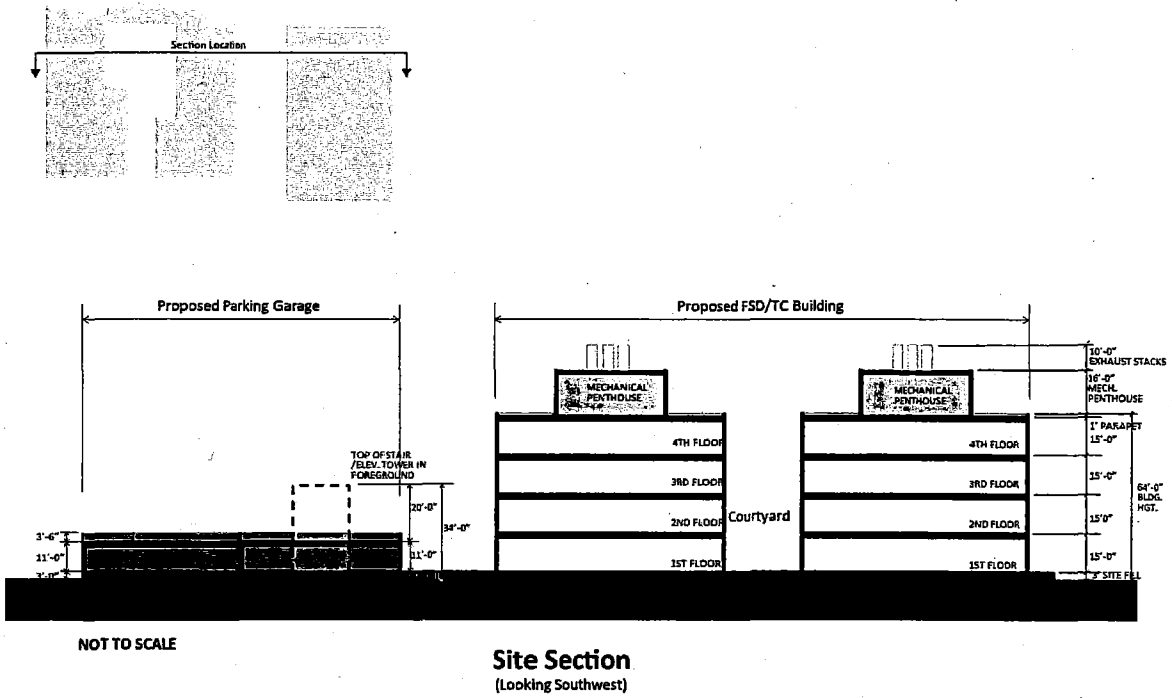 Section Location
Proposed Parking Garage
Proposed FSD/TC Building
10'-0"
EXHAUST STACKS
16'-0"
MECH.
PENTHOUSE
MECHANICAL
PENTHOUSE
MECHANICAL
PENTHOUSE
1' PARAPET
4TH FLOOR
4TH FLOOR
15'-0"
TOP OF STAIR
/ELEV. TOWER IN
FOREGROUND
3RD FLOOR
3RD FLOOR
15'-0"
64'-0"
BLDG.
HGT.
20'-0"
34'-0"
2ND FLOOR
Courtyard
2ND FLOOR
15'0"
3'-6"
11'-0"
11'-0"
1ST FLOOR
1ST FLOOR
15'-0"
3'-0"
3' SITE FILL
NOT TO SCALE
Site Section
(Looking Southwest)